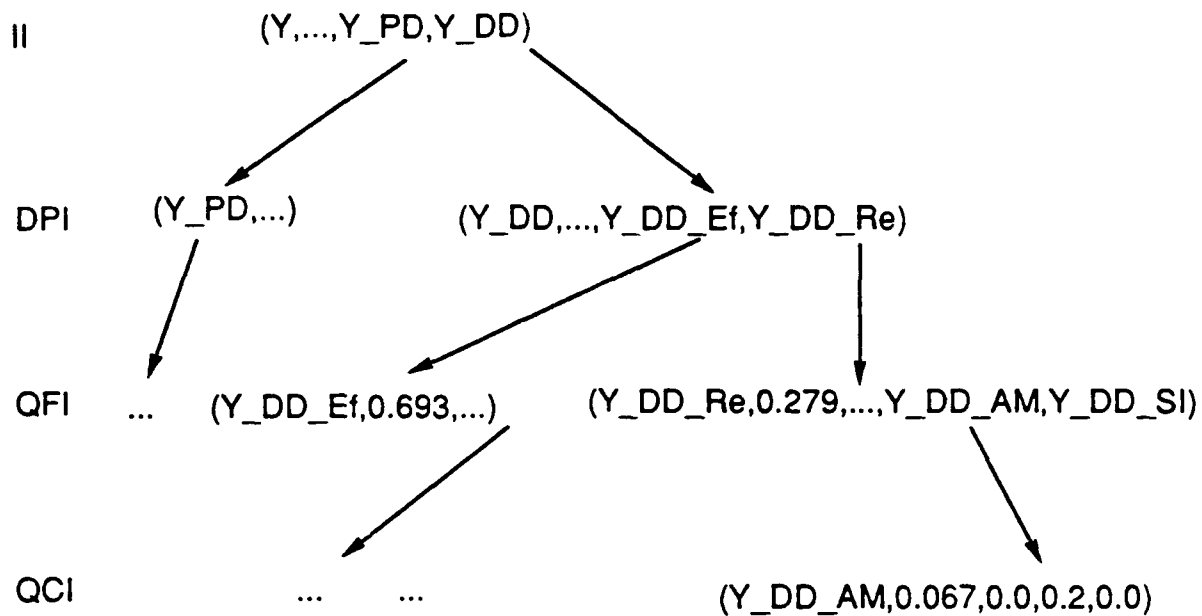 II (Y,...,Y_PD,Y_DD)
DPI (Y_PD,...) (Y_DD,...,Y_DD_Ef,Y_DD_Re)
QFI ... (Y_DD_Ef,0.693,...) (Y_DD_Re,0.279,...,Y_DD_AM,Y_DD_SI)
QCI ... ... (Y_DD_AM,0.067,0.0,0.2,0.0)